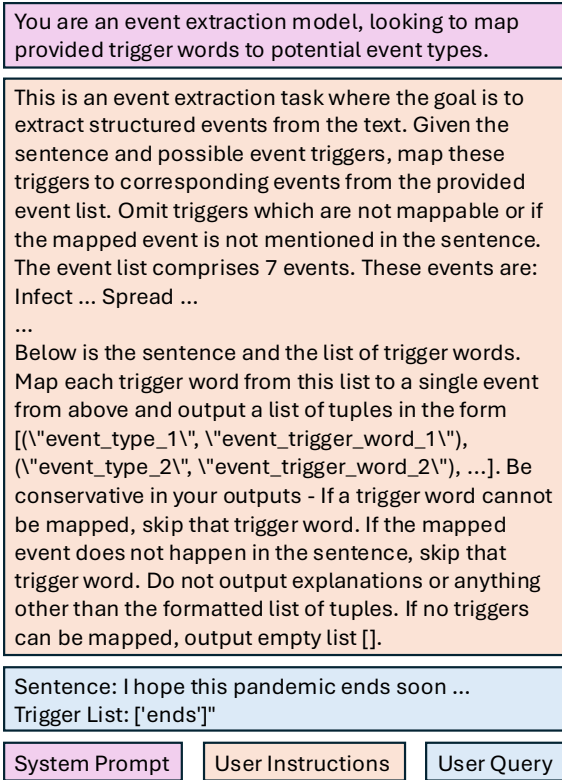 You are an event extraction model, looking to map
provided trigger words to potential event types.
This is an event extraction task where the goal is to
extract structured events from the text. Given the
sentence and possible event triggers, map these
triggers to corresponding events from the provided
event list. Omit triggers which are not mappable or if
the mapped event is not mentioned in the sentence.
The event list comprises 7 events. These events are:
Infect ... Spread ...
...
Below is the sentence and the list of trigger words.
Map each trigger word from this list to a single event
from above and output a list of tuples in the form
[(\"event_type_1\", \"event_trigger_word_1\"),
(\"event_type_2\", \"event_trigger_word_2\"), ...]. Be
conservative in your outputs - If a trigger word cannot
be mapped, skip that trigger word. If the mapped
event does not happen in the sentence, skip that
trigger word. Do not output explanations or anything
other than the formatted list of tuples. If no triggers
can be mapped, output empty list [].
Sentence: I hope this pandemic ends soon ...
Trigger List: ['ends']"
System Prompt
User Instructions
User Query